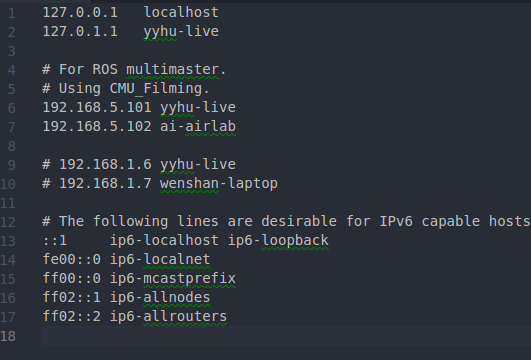 1 127.0.0.1 localhost
2 127.0.1.1 yyhu-live
3
4 # For ROS multimaster.
5 # Using CMU_Filming.
6 192.168.5.101 yyhu-live
7 192.168.5.102 ai-airlab
8
9 # 192.168.1.6 yyhu-live
10 # 192.168.1.7 wenshan-laptop
11
12 # The following lines are desirable for IPv6 capable hosts
13 ::1 ip6-localhost ip6-loopback
14 fe00::0 ip6-localnet
15 ff00::0 ip6-mcastprefix
16 ff02::1 ip6-allnodes
17 ff02::2 ip6-allrouters
18